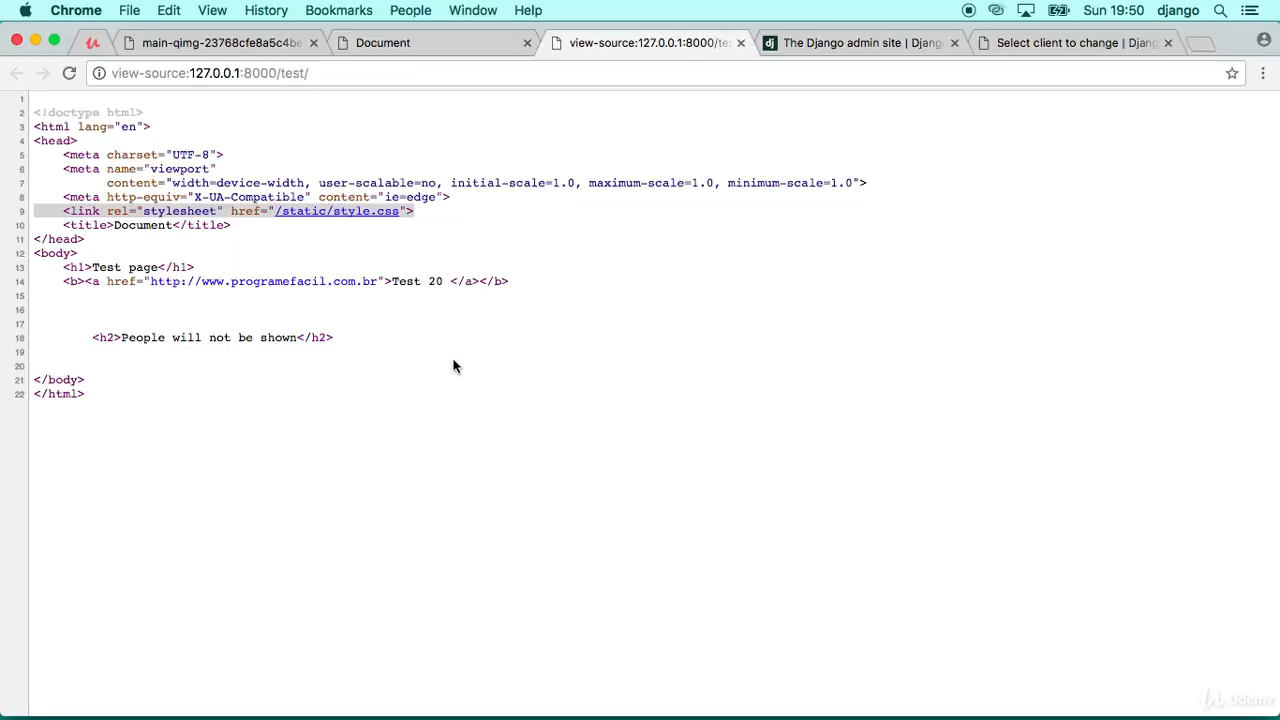 Chrome File Edit View History Bookmarks People Window Help Sun 19:50 django
main-qimg-23768cfe8a5c4be Document view-source:127.0.0.1:8000/tes The Django admin site | Djang Select client to change | Djang
view-source:127.0.0.1:8000/test/
1
2 <!doctype html>
3 <html lang="en">
4 <head>
5 <meta charset="UTF-8">
6 <meta name="viewport"
7 content="width=device-width, user-scalable=no, initial-scale=1.0, maximum-scale=1.0, minimum-scale=1.0">
8 <meta http-equiv="X-UA-Compatible" content="ie=edge">
9 <link rel="stylesheet" href="/static/style.css">
10 <title>Document</title>
11 </head>
12 <body>
13 <h1>Test page</h1>
14 <b><a href="http://www.programefacil.com.br">Test 20 </a></b>
15
16
17
18 <h2>People will not be shown</h2>
19
20
21 </body>
22 </html>
Udemy